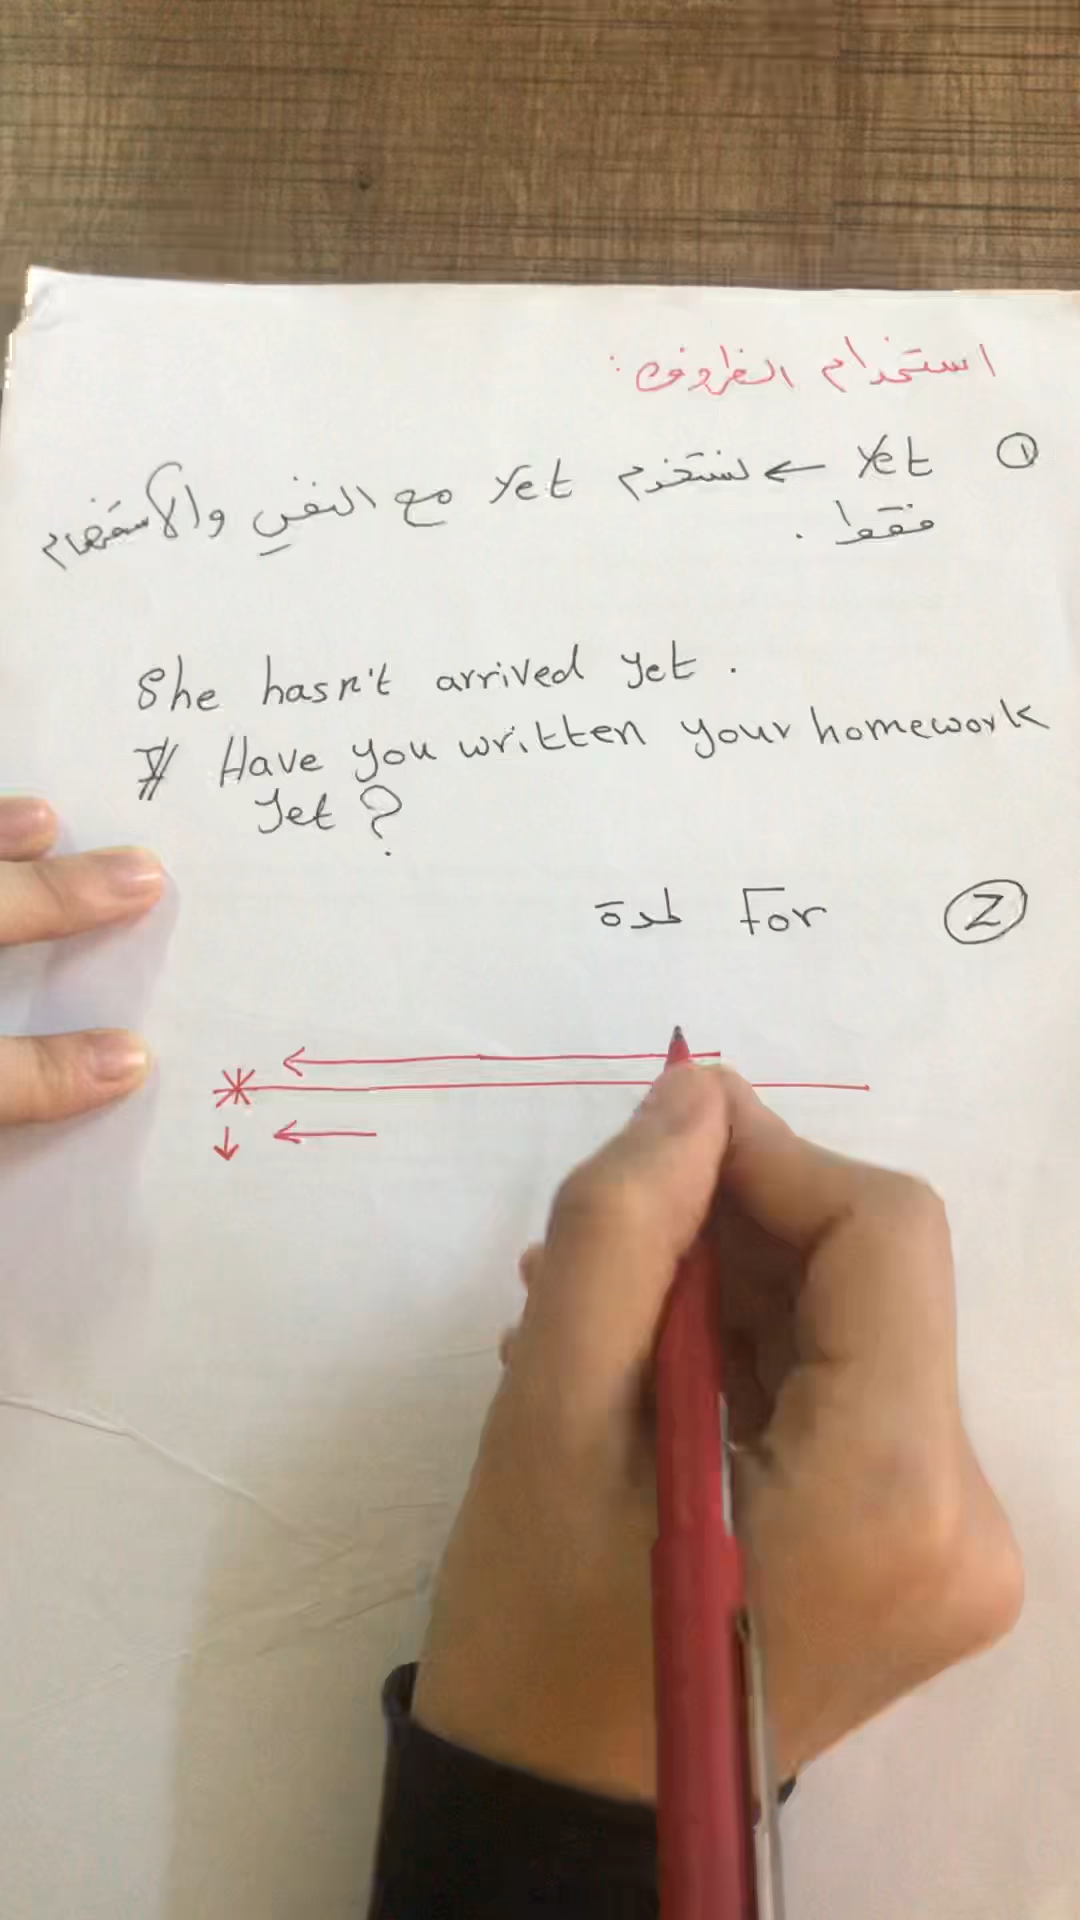 استخدام الظروف:
① Yet ← نستخدم Yet مع النفي والاستفهام
فقط .
She hasn't arrived yet .
Have you written your homework
yet ?
② For لمدة